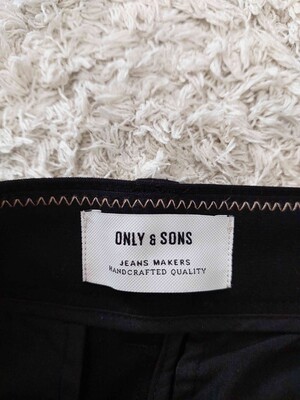 ONLY & SONS
JEANS MAKERS
HANDCRAFTED QUALITY